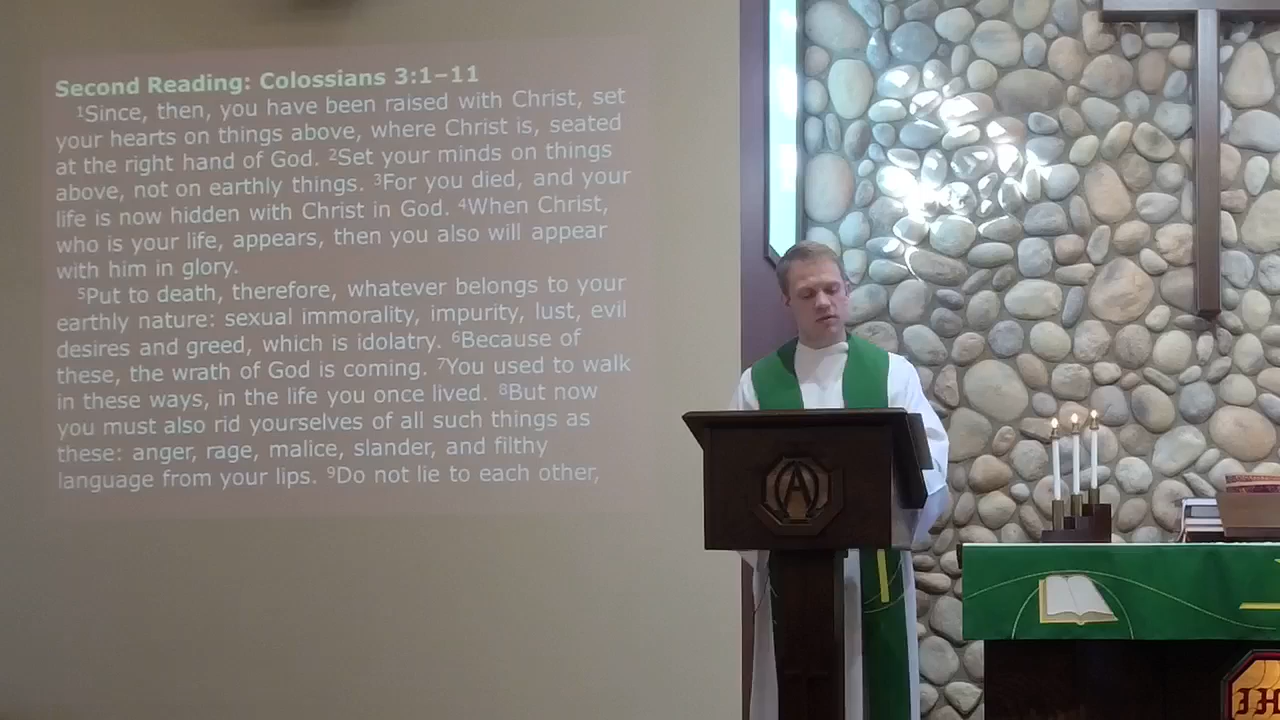 Second Reading: Colossians 3:1–11
¹Since, then, you have been raised with Christ, set
your hearts on things above, where Christ is, seated
at the right hand of God. ²Set your minds on things
above, not on earthly things. ³For you died, and your
life is now hidden with Christ in God. ⁴When Christ,
who is your life, appears, then you also will appear
with him in glory.
⁵Put to death, therefore, whatever belongs to your
earthly nature: sexual immorality, impurity, lust, evil
desires and greed, which is idolatry. ⁶Because of
these, the wrath of God is coming. ⁷You used to walk
in these ways, in the life you once lived. ⁸But now
you must also rid yourselves of all such things as
these: anger, rage, malice, slander, and filthy
language from your lips. ⁹Do not lie to each other,
IH